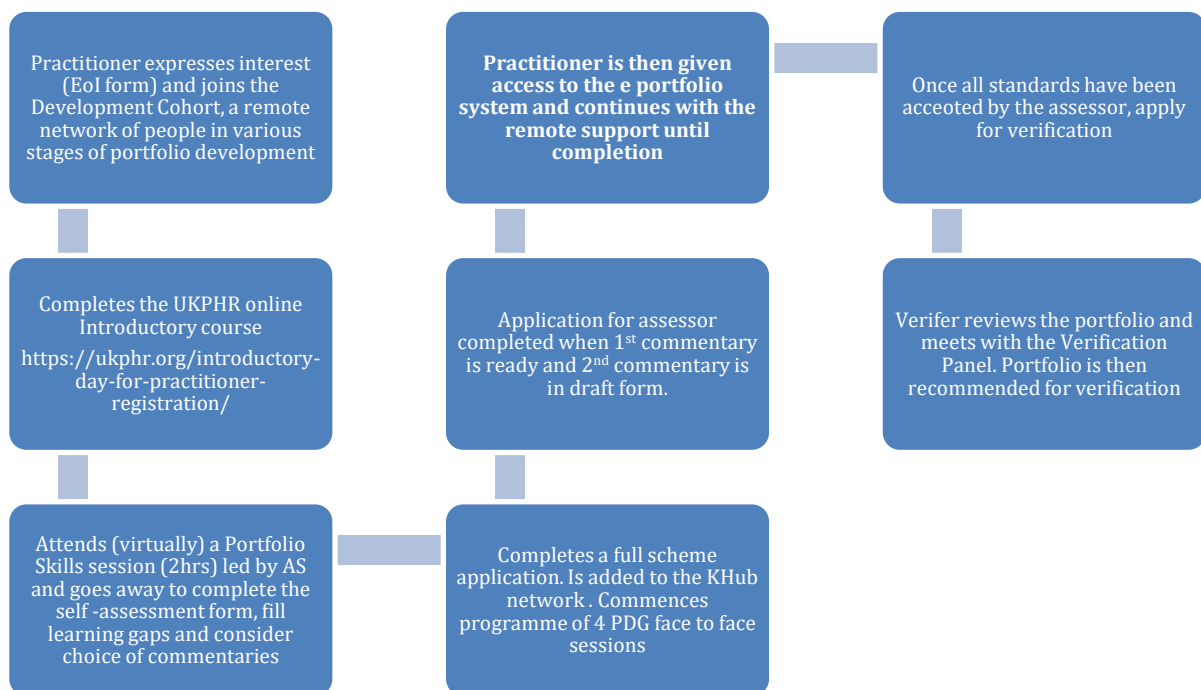 Practitioner expresses interest
(EoI form) and joins the
Development Cohort, a remote
network of people in various
stages of portfolio development
Completes the UKPHR online
Introductory course
https://ukphr.org/introductory-
day-for-practitioner-
registration/
Attends (virtually) a Portfolio
Skills session (2hrs) led by AS
and goes away to complete the
self -assessment form, fill
learning gaps and consider
choice of commentaries
Completes a full scheme
application. Is added to the KHub
network . Commences
programme of 4 PDG face to face
sessions
Application for assessor
completed when 1st commentary
is ready and 2nd commentary is
in draft form.
Practitioner is then given
access to the e portfolio
system and continues with the
remote support until
completion
Once all standards have been
acceoted by the assessor, apply
for verification
Verifer reviews the portfolio and
meets with the Verification
Panel. Portfolio is then
recommended for verification